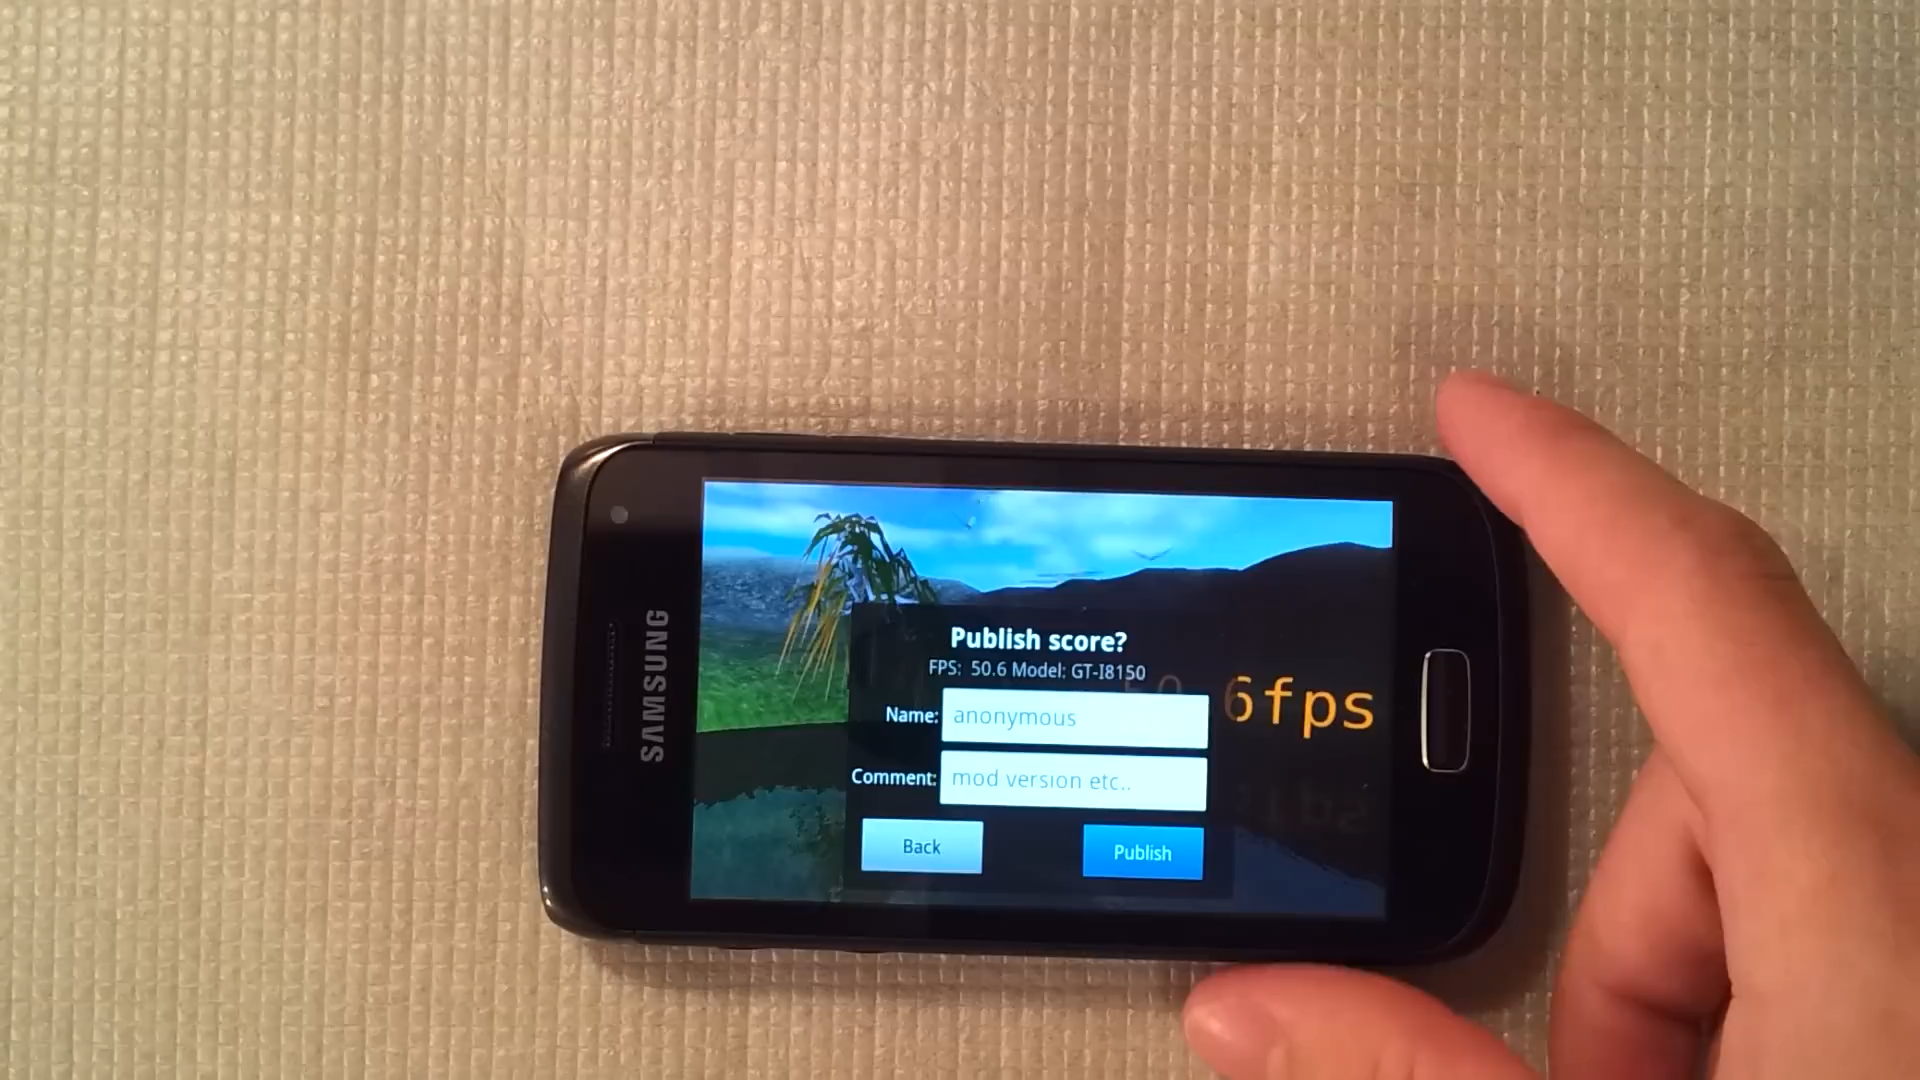 SAMSUNG
Publish score?
FPS: 50.6 Model: GT-I8150
6fps
Name: anonymous
Comment: mod version etc..
Back
Publish